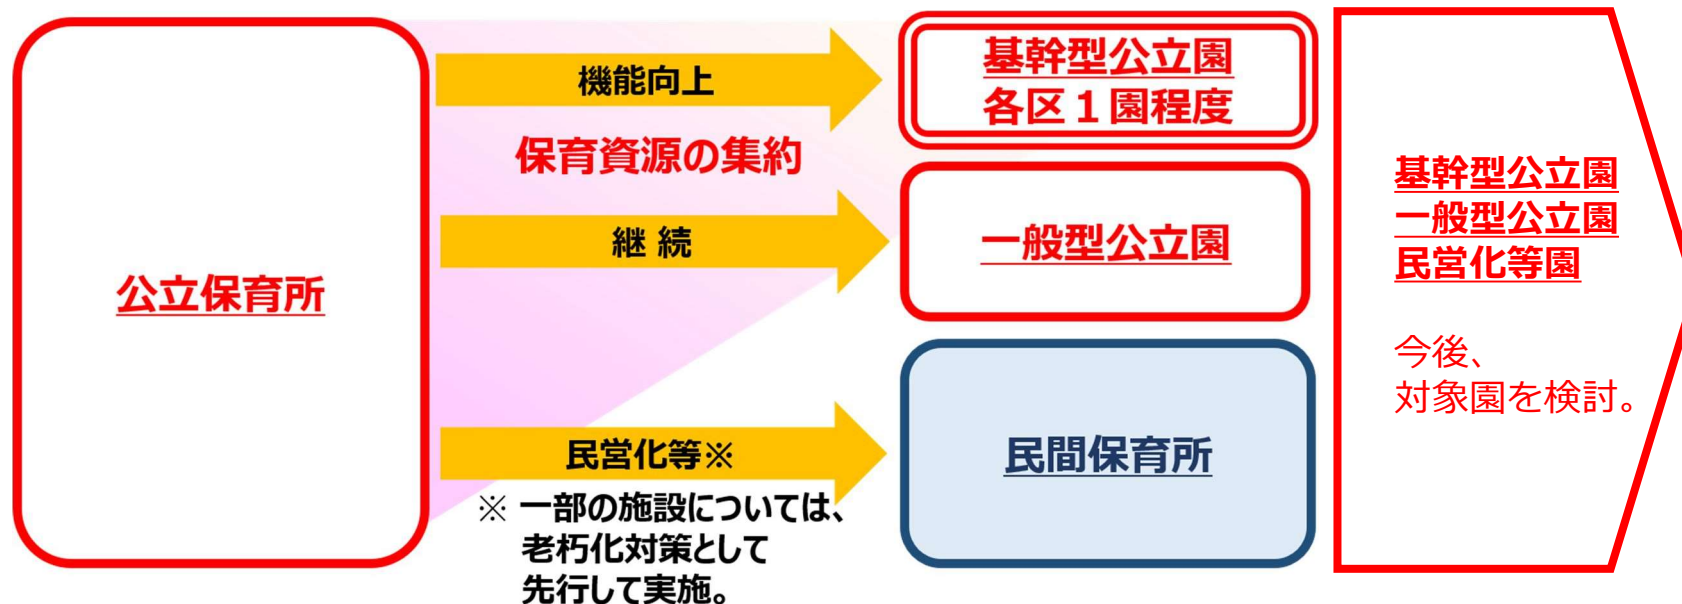 公立保育所
機能向上
保育資源の集約
継 続
民営化等※
※ 一部の施設については、
老朽化対策として
先行して実施。
基幹型公立園
各区１園程度
一般型公立園
民間保育所
基幹型公立園
一般型公立園
民営化等園
今後、
対象園を検討。